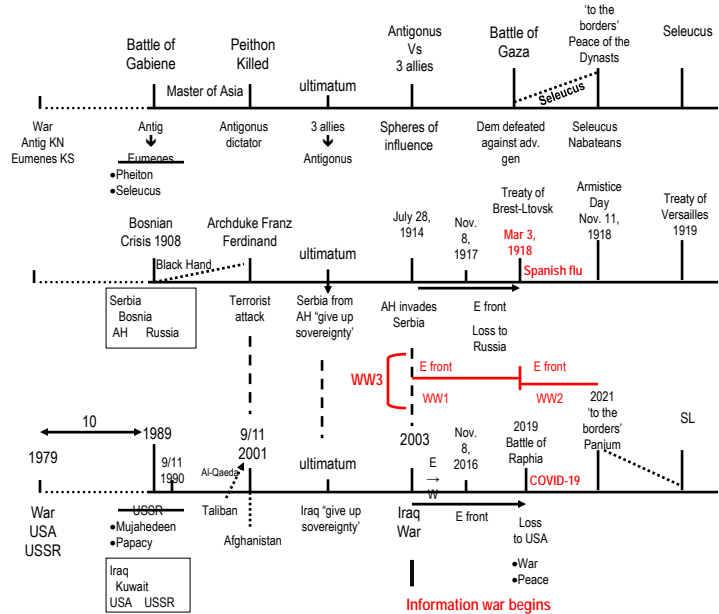 Battle of
Gabiene
Peithon
Killed
Antigonus
Vs
3 allies
Battle of
Gaza
'to the
borders'
Peace of the
Dynasts
Seleucus
Master of Asia
ultimatum
Seleucus
War
Antig KN
Eumenes KS
Antig
Eumenes
●Pheiton
●Seleucus
Antigonus
dictator
3 allies
Antigonus
Spheres of
influence
Dem defeated
against adv.
gen
Seleucus
Nabateans
Bosnian
Crisis 1908
Archduke Franz
Ferdinand
ultimatum
July 28,
1914
Nov.
8,
1917
Treaty of
Brest-Ltovsk
Mar 3,
1918
Armistice
Day
Nov. 11,
1918
Treaty of
Versailles
1919
Black Hand
Spanish flu
Serbia
Bosnia
AH Russia
Terrorist
attack
Serbia from
AH "give up
sovereignty'
AH invades
Serbia
E front
Loss to
Russia
WW3
E front
WW1
E front
WW2
10
1979
1989
9/11
1990
Al-Qaeda
9/11
2001
ultimatum
2003
E
→
W
Nov.
8,
2016
2019
Battle of
Raphia
COVID-19
2021
'to the
borders'
Panium
SL
War
USA
USSR
USSR
●Mujahedeen
●Papacy
Taliban
Afghanistan
Iraq "give up
sovereignty'
Iraq
War
E front
Loss
to USA
●War
●Peace
Iraq
Kuwait
USA USSR
Information war begins